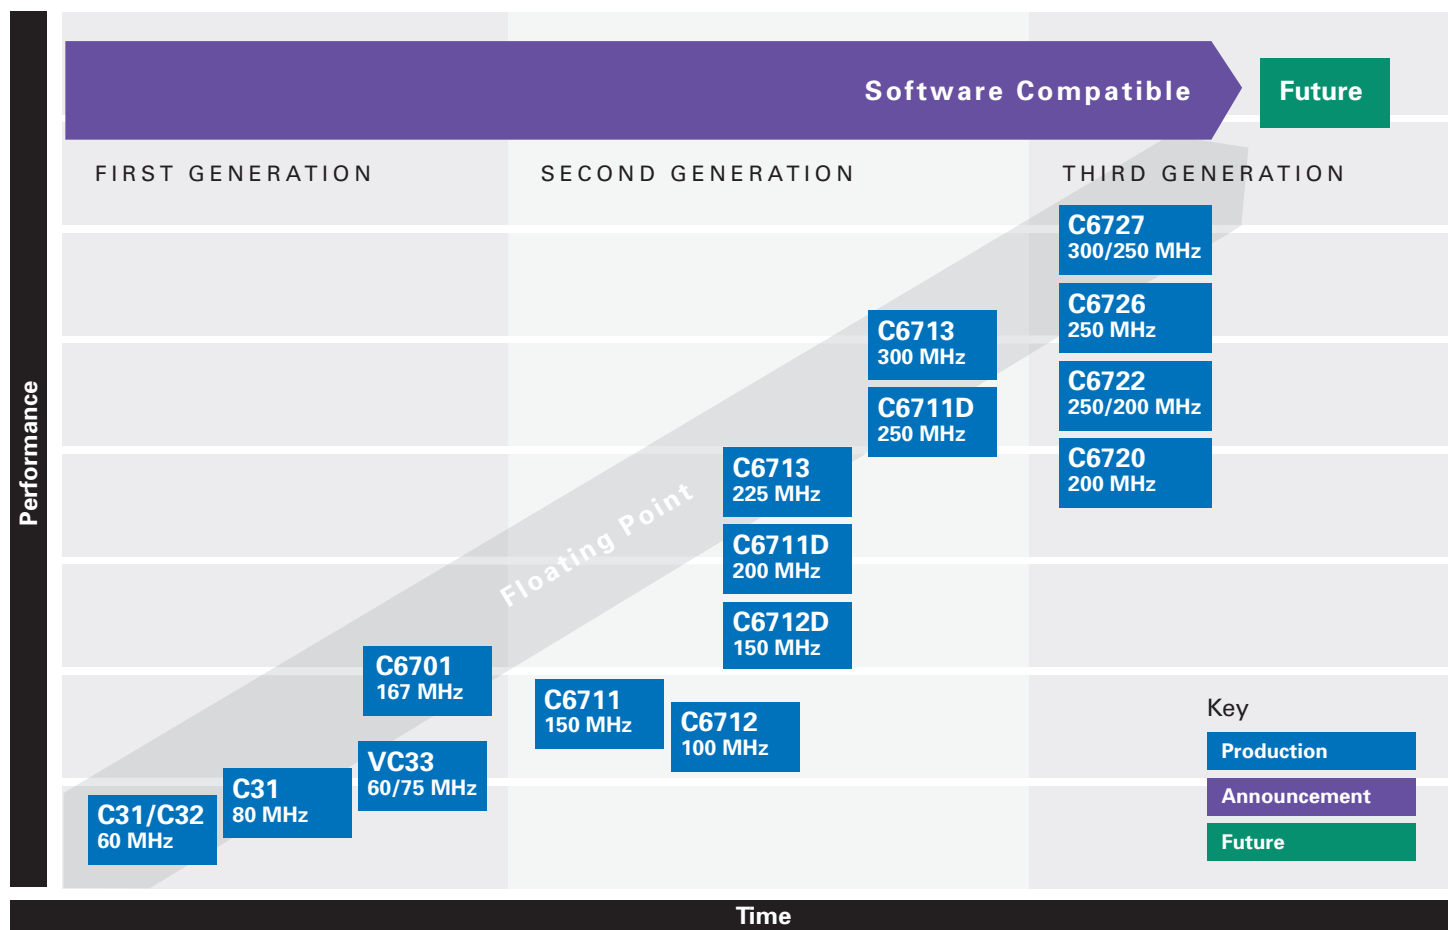 Software Compatible
Future
FIRST GENERATION
SECOND GENERATION
THIRD GENERATION
C6727
300/250 MHz
C6726
250 MHz
C6722
250/200 MHz
C6720
200 MHz
C6713
300 MHz
C6711D
250 MHz
C6713
225 MHz
C6711D
200 MHz
C6712D
150 MHz
Floating Point
C6701
167 MHz
C6711
150 MHz
C6712
100 MHz
VC33
60/75 MHz
C31
80 MHz
C31/C32
60 MHz
Key
Production
Announcement
Future
Performance
Time